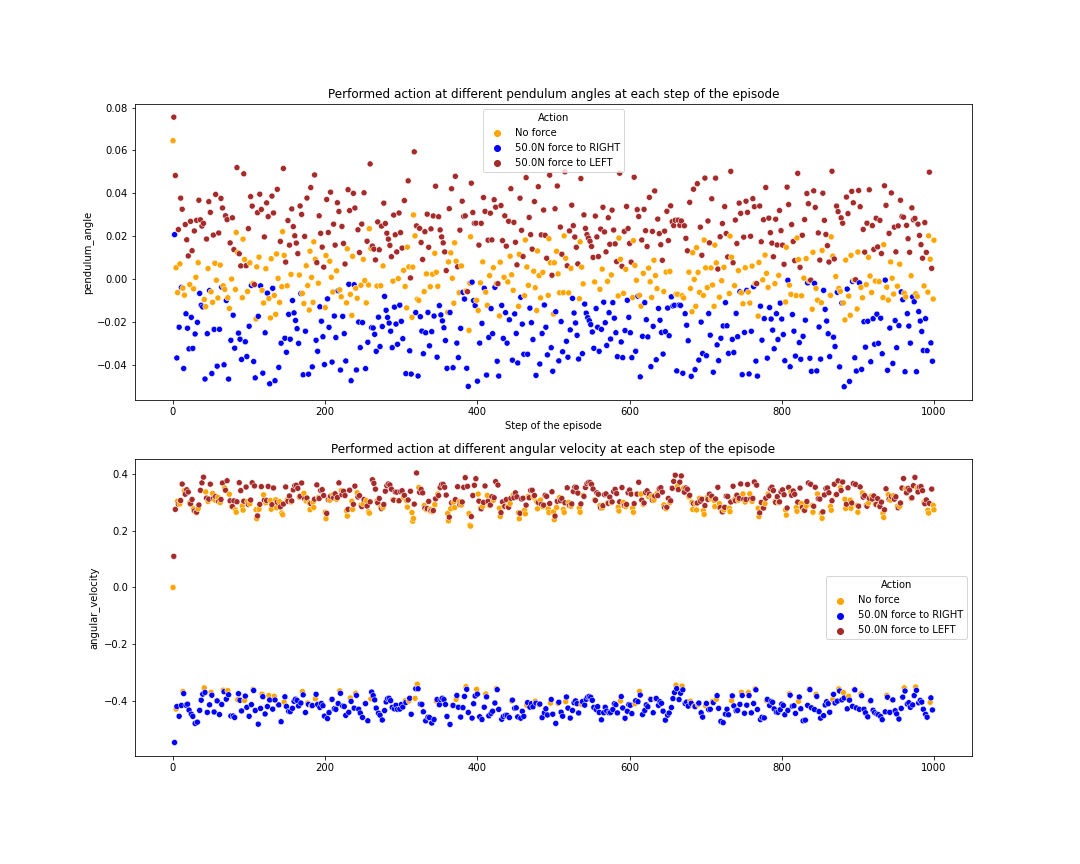 Performed action at different pendulum angles at each step of the episode
pendulum_angle
0.08
0.06
0.04
0.02
0.00
−0.02
−0.04
Action
No force
50.0N force to RIGHT
50.0N force to LEFT
0
200
400
600
800
1000
Step of the episode
Performed action at different angular velocity at each step of the episode
angular_velocity
0.4
0.2
0.0
−0.2
−0.4
Action
No force
50.0N force to RIGHT
50.0N force to LEFT
0
200
400
600
800
1000